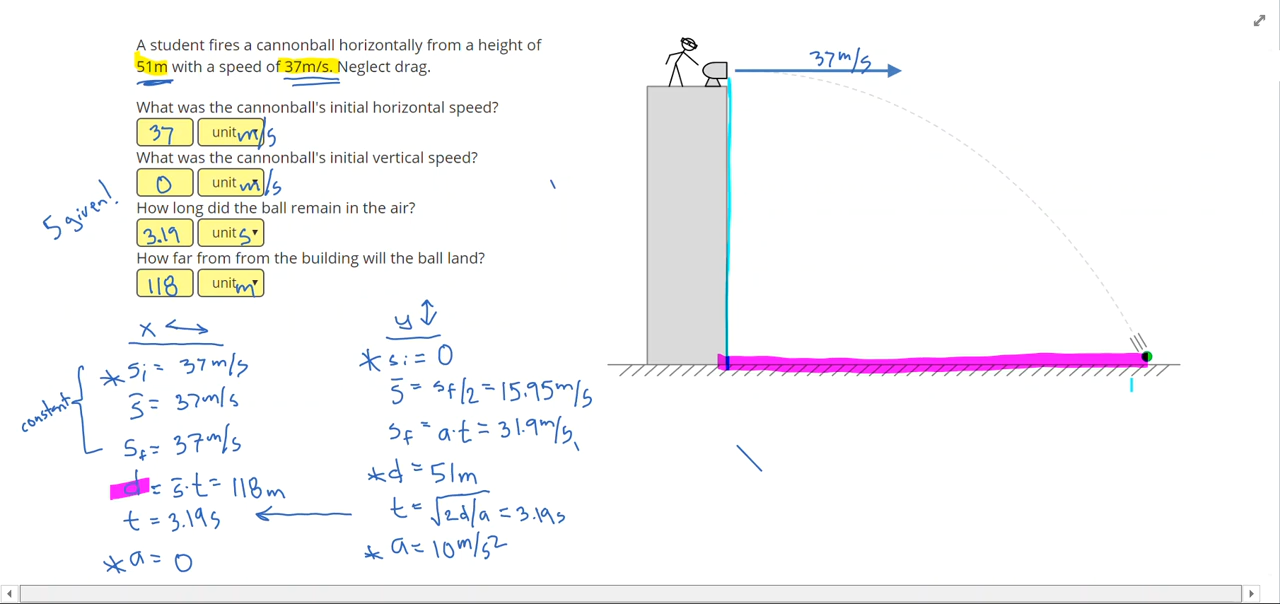 A student fires a cannonball horizontally from a height of
51m with a speed of 37m/s. Neglect drag.
What was the cannonball's initial horizontal speed?
37 unit m/s
What was the cannonball's initial vertical speed?
0 unit m/s
How long did the ball remain in the air?
3.19 unit s
How far from from the building will the ball land?
118 unit m
5 given!
37m/s
x ↔
*si = 37m/s
s̄ = 37m/s
sf = 37m/s
constant
d = s̄·t = 118m
t = 3.19s
*a = 0
y ↕
*si = 0
s̄ = sf/2 = 15.95m/s
sf = a·t = 31.9m/s
*d = 51m
t = √2d/a = 3.19s
*a = 10m/s²